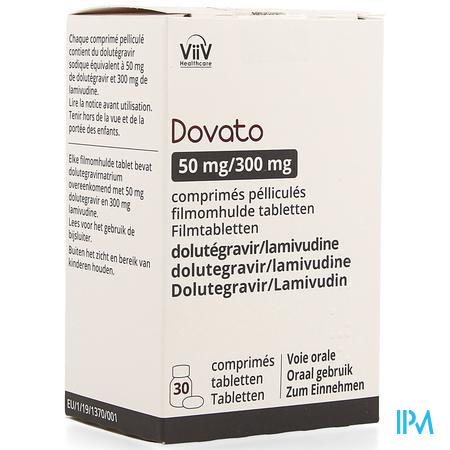 Chaque comprimé pelliculé
contient du dolutégravir
sodique équivalent à 50 mg
de dolutégravir et 300 mg de
lamivudine.
Lire la notice avant utilisation.
Tenir hors de la vue et de la
portée des enfants.
Elke filmomhulde tablet bevat
dolutegravirnatrium
overeenkomend met 50 mg
dolutegravir en 300 mg
lamivudine.
Lees voor het gebruik de
bijsluiter.
Buiten het zicht en bereik van
kinderen houden.
EU/1/19/1370/001
ViiV
Healthcare
Dovato
50 mg/300 mg
comprimés pélliculés
filmomhulde tabletten
Filmtabletten
dolutégravir/lamivudine
dolutegravir/lamivudine
Dolutegravir/Lamivudin
30
comprimés
tabletten
Tabletten
Voie orale
Oraal gebruik
Zum Einnehmen
IPM